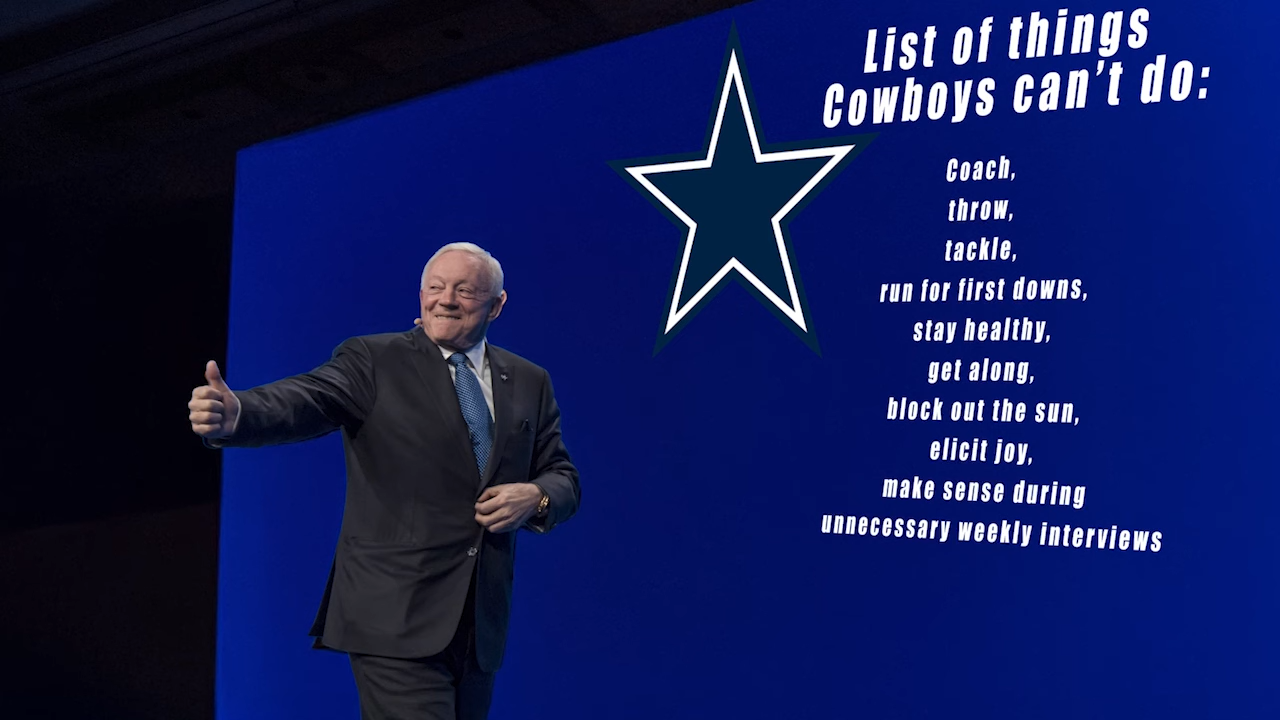 List of things
Cowboys can't do:
Coach,
throw,
tackle,
run for first downs,
stay healthy,
get along,
block out the sun,
elicit joy,
make sense during
unnecessary weekly interviews